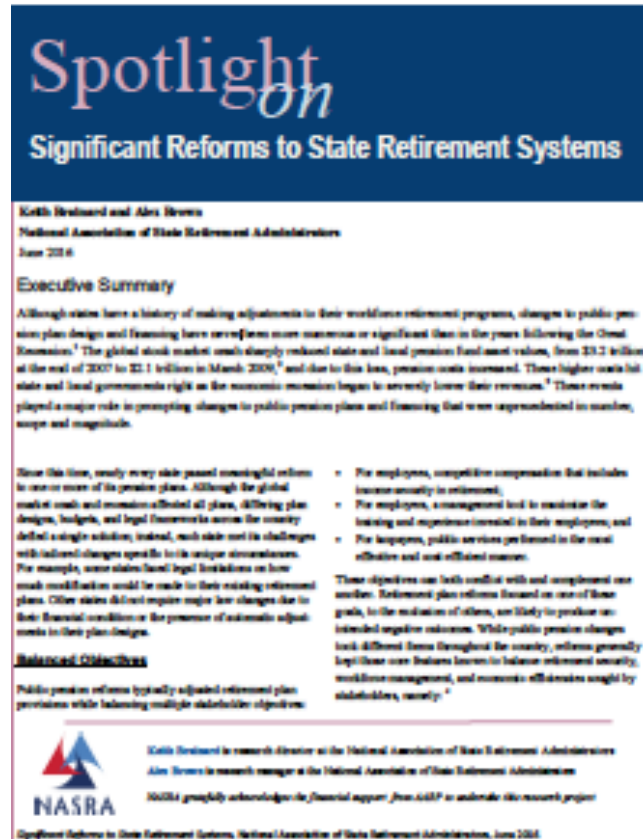 Spotlight
on
Significant Reforms to State Retirement Systems
Keith Brainard and Alex Brown
National Association of State Retirement Administrators
June 2016
Executive Summary
Although states have a history of making adjustments to their workforce retirement programs, changes to public pen-
sion plan design and financing have never been more numerous or significant than in the years following the Great
Recession.¹ The global stock market crash sharply reduced state and local pension fund asset values, from $3.2 trillion
at the end of 2007 to $2.1 trillion in March 2009,² and due to this loss, pension costs increased. These higher costs hit
state and local governments right as the economic recession began to severely lower their revenues.³ These events
played a major role in prompting changes to public pension plans and financing that were unprecedented in number,
scope and magnitude.
Since this time, nearly every state passed meaningful reform
to one or more of its pension plans. Although the global
market crash and recession affected all plans, differing plan
designs, budgets, and legal frameworks across the country
defied a single solution; instead, each state met its challenges
with tailored changes specific to its unique circumstances.
For example, some states faced legal limitations on how
much modification could be made to their existing retirement
plans. Other states did not require major law changes due to
their financial condition or the presence of automatic adjust-
ments in their plan designs.
Balanced Objectives
Public pension reforms typically adjusted retirement plan
provisions while balancing multiple stakeholder objectives:
• For employees, competitive compensation that includes
income security in retirement;
• For employers, a management tool to maximize the
training and experience invested in their employees; and
• For taxpayers, public services performed in the most
effective and cost-efficient manner.
These objectives can both conflict with and complement one
another. Retirement plan reforms focused on one of these
goals, to the exclusion of others, are likely to produce un-
intended negative outcomes. While public pension changes
took different forms throughout the country, reforms generally
kept those core features known to balance retirement security,
workforce management, and economic efficiencies sought by
stakeholders, namely: ⁴
NASRA
Keith Brainard is research director at the National Association of State Retirement Administrators
Alex Brown is research manager at the National Association of State Retirement Administrators
NASRA gratefully acknowledges the financial support from AARP to undertake this research project
Significant Reforms to State Retirement Systems, National Association of State Retirement Administrators, June 2016